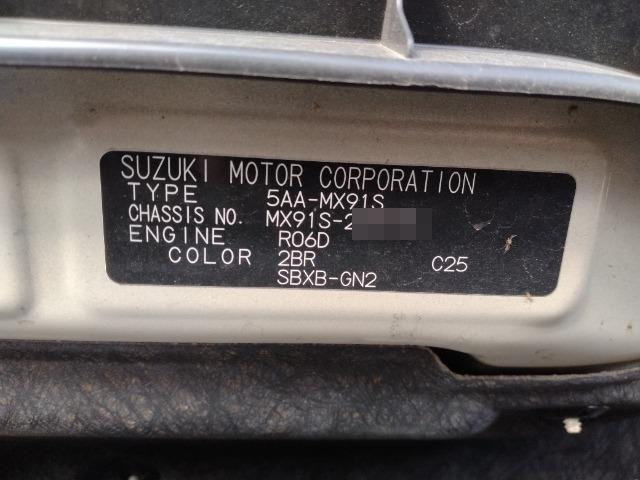 SUZUKI MOTOR CORPORATION
TYPE 5AA-MX91S
CHASSIS NO. MX91S-2
ENGINE R06D
COLOR 2BR C25
SBXB-GN2